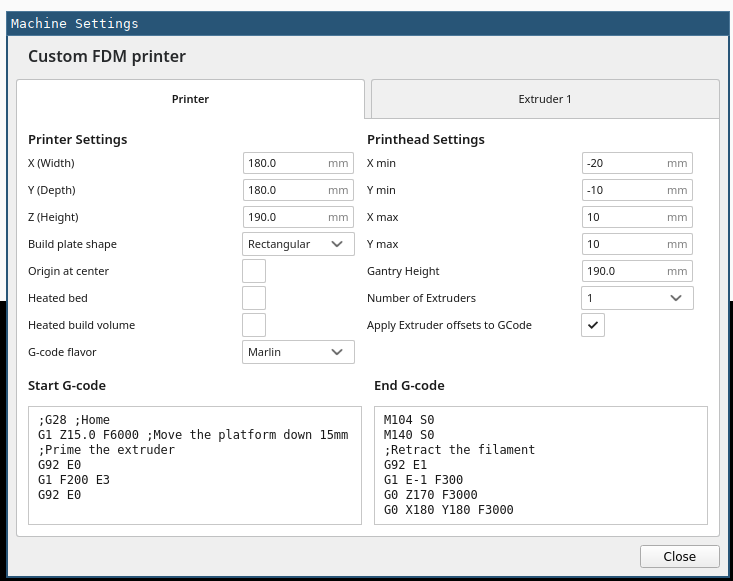 Machine Settings
Custom FDM printer
Printer
Extruder 1
Printer Settings
X (Width) 180.0 mm
Y (Depth) 180.0 mm
Z (Height) 190.0 mm
Build plate shape Rectangular
Origin at center
Heated bed
Heated build volume
G-code flavor Marlin
Printhead Settings
X min -20 mm
Y min -10 mm
X max 10 mm
Y max 10 mm
Gantry Height 190.0 mm
Number of Extruders 1
Apply Extruder offsets to GCode
Start G-code
;G28 ;Home
G1 Z15.0 F6000 ;Move the platform down 15mm
;Prime the extruder
G92 E0
G1 F200 E3
G92 E0
End G-code
M104 S0
M140 S0
;Retract the filament
G92 E1
G1 E-1 F300
G0 Z170 F3000
G0 X180 Y180 F3000
Close